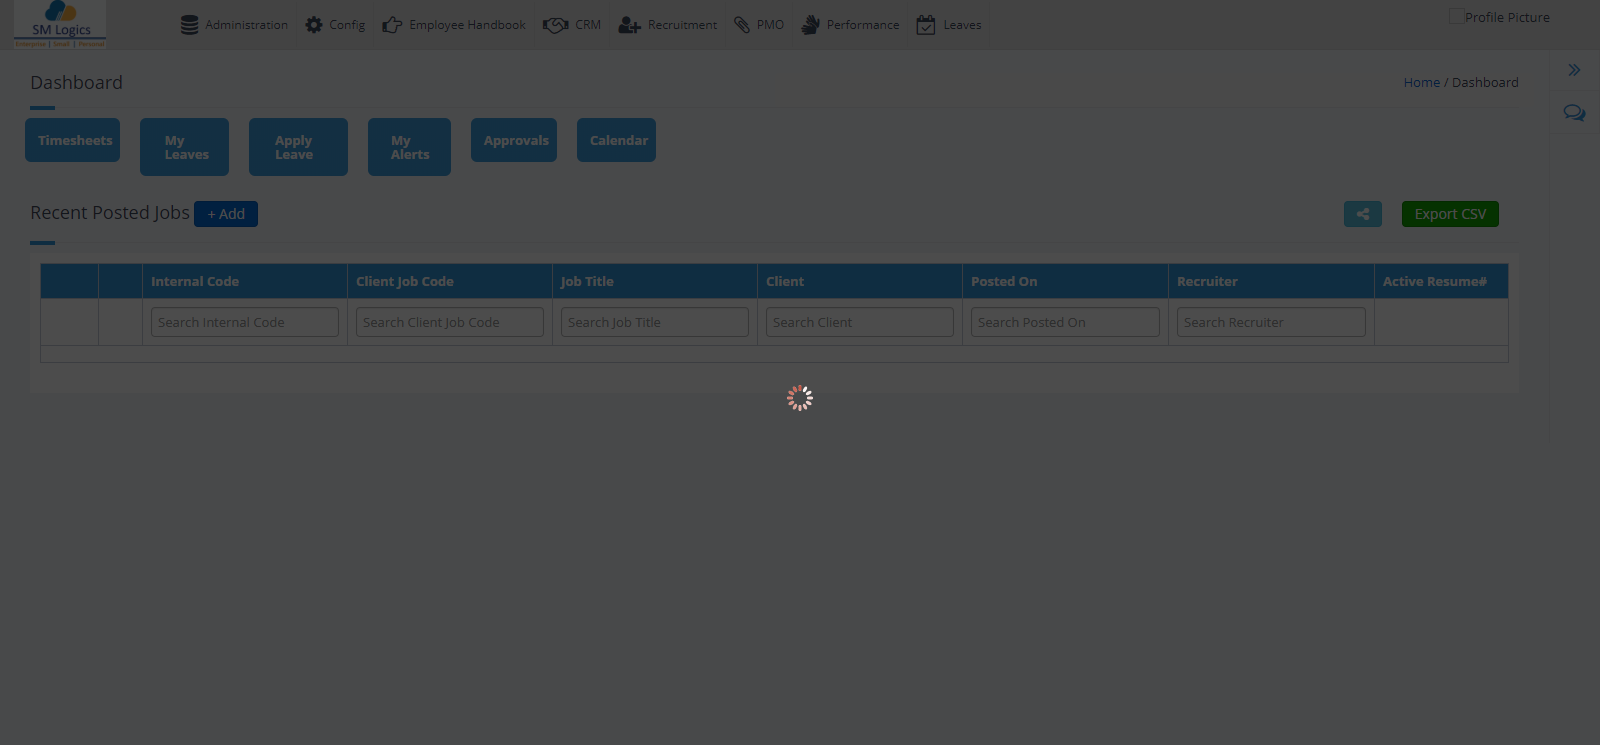 SM Logics
Enterprise | Small | Personal
Administration Config Employee Handbook CRM Recruitment PMO Performance Leaves
Profile Picture
Dashboard
Home / Dashboard
Timesheets
My Leaves
Apply Leave
My Alerts
Approvals
Calendar
Recent Posted Jobs + Add
Export CSV
Internal Code Client Job Code Job Title Client Posted On Recruiter Active Resume#
Search Internal Code Search Client Job Code Search Job Title Search Client Search Posted On Search Recruiter